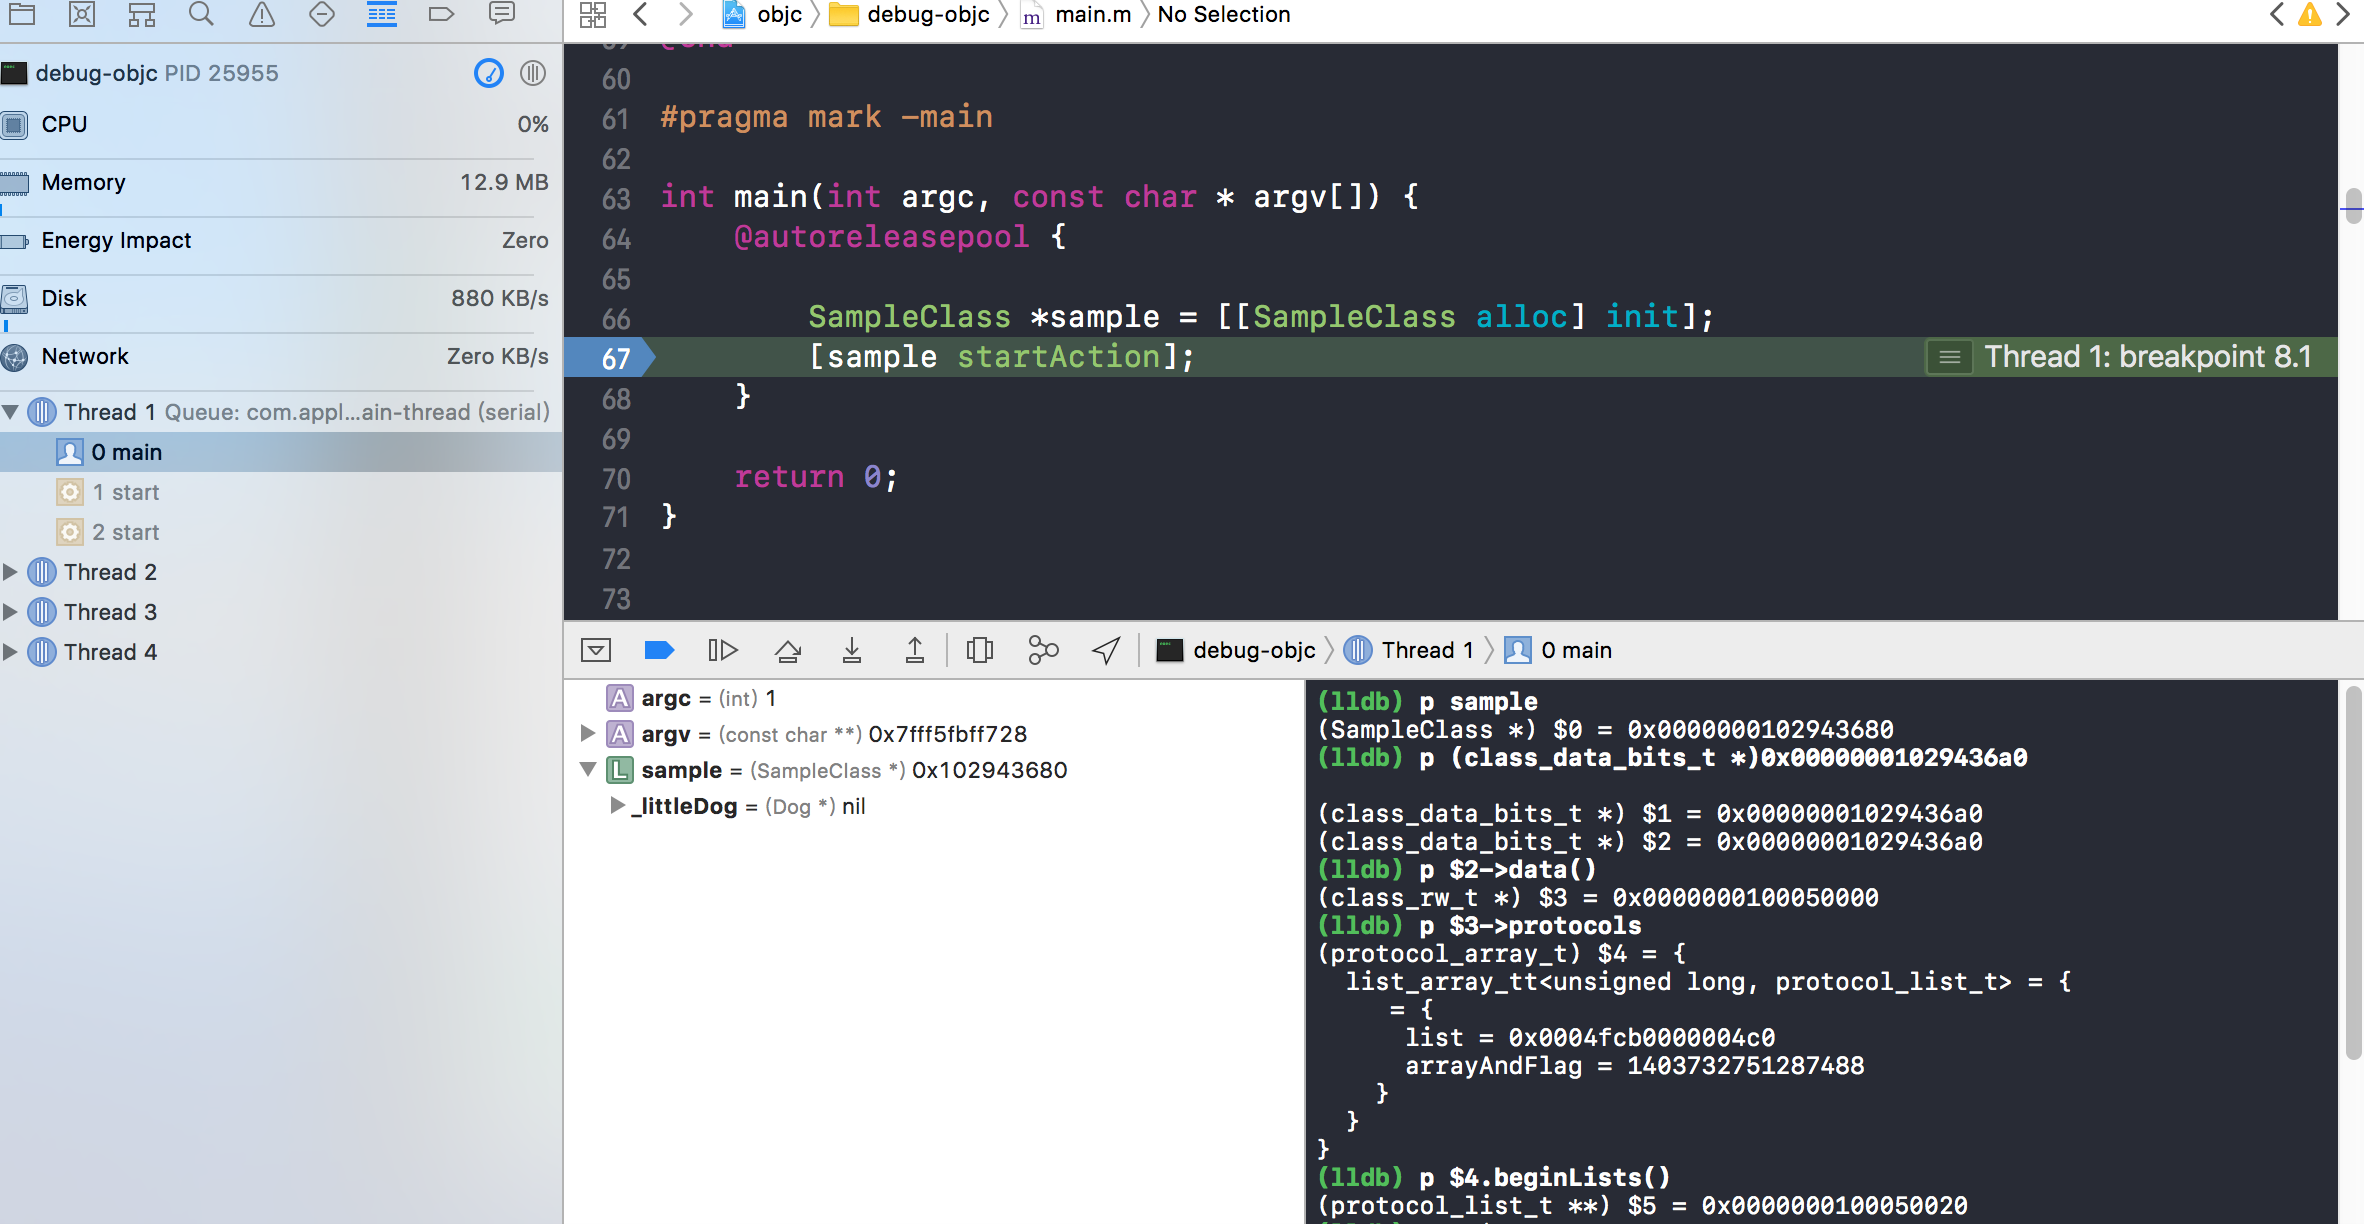 objc debug-objc main.m No Selection
debug-objc PID 25955
CPU 0%
Memory 12.9 MB
Energy Impact Zero
Disk 880 KB/s
Network Zero KB/s
Thread 1 Queue: com.appl...ain-thread (serial)
0 main
1 start
2 start
Thread 2
Thread 3
Thread 4
60
61 #pragma mark -main
62
63 int main(int argc, const char * argv[]) {
64 @autoreleasepool {
65
66 SampleClass *sample = [[SampleClass alloc] init];
67 [sample startAction]; Thread 1: breakpoint 8.1
68 }
69
70 return 0;
71 }
72
73
debug-objc Thread 1 0 main
A argc = (int) 1
A argv = (const char **) 0x7fff5fbff728
L sample = (SampleClass *) 0x102943680
_littleDog = (Dog *) nil
(lldb) p sample
(SampleClass *) $0 = 0x0000000102943680
(lldb) p (class_data_bits_t *)0x00000001029436a0
(class_data_bits_t *) $1 = 0x00000001029436a0
(class_data_bits_t *) $2 = 0x00000001029436a0
(lldb) p $2->data()
(class_rw_t *) $3 = 0x0000000100050000
(lldb) p $3->protocols
(protocol_array_t) $4 = {
list_array_tt<unsigned long, protocol_list_t> = {
= {
list = 0x0004fcb0000004c0
arrayAndFlag = 1403732751287488
}
}
}
(lldb) p $4.beginLists()
(protocol_list_t **) $5 = 0x0000000100050020